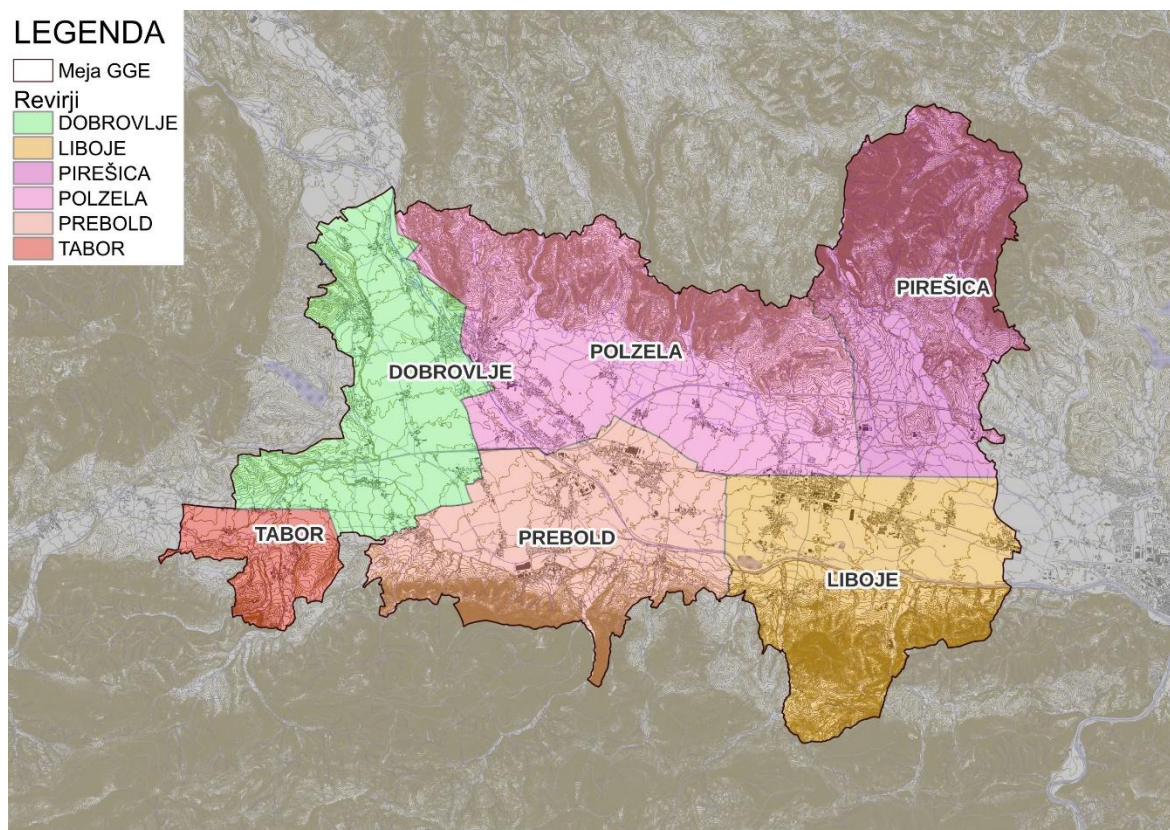 LEGENDA
Meja GGE
Revirji
DOBROVLJE
LIBOJE
PIREŠICA
POLZELA
PREBOLD
TABOR
PIREŠICA
POLZELA
DOBROVLJE
TABOR
PREBOLD
LIBOJE